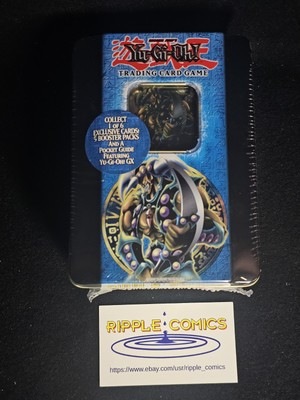 Yu-Gi-Oh!
TRADING CARD GAME
COLLECT
1 OF 6
EXCLUSIVE CARDS!
5 BOOSTER PACKS
AND A
POCKET GUIDE
FEATURING
YU-GI-OH! GX
RIPPLE COMICS
https://www.ebay.com/usr/ripple_comics